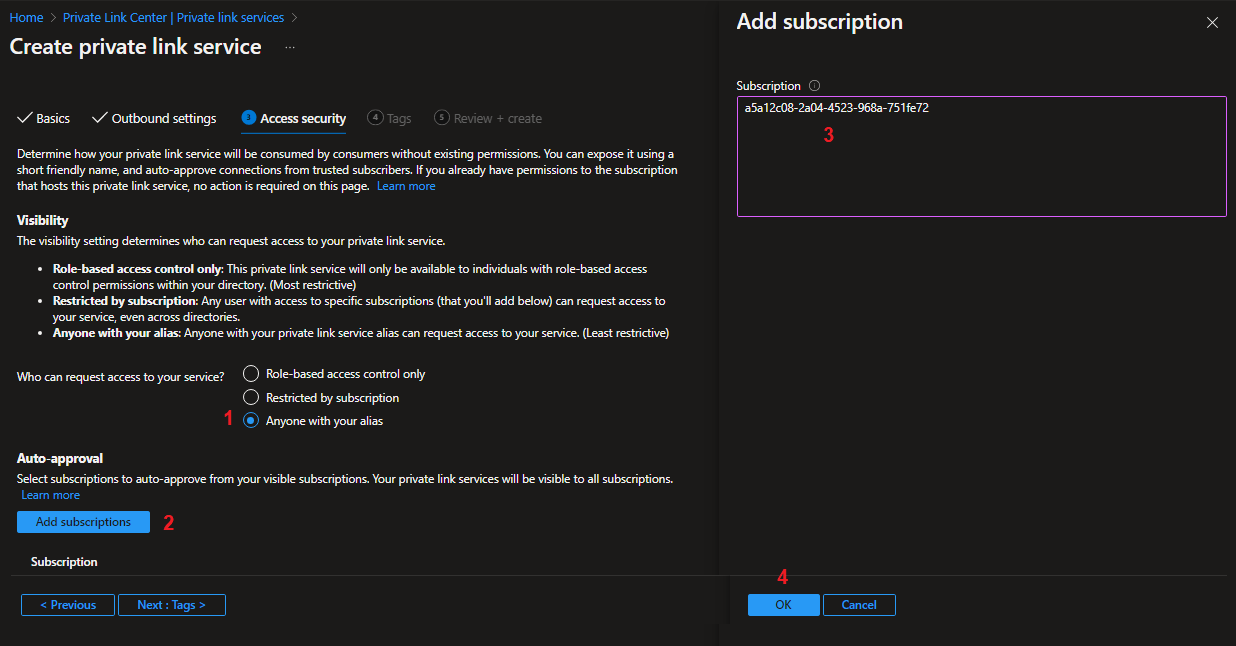 Home > Private Link Center | Private link services >
Create private link service ...
Basics Outbound settings 3 Access security 4 Tags 5 Review + create
Determine how your private link service will be consumed by consumers without existing permissions. You can expose it using a
short friendly name, and auto-approve connections from trusted subscribers. If you already have permissions to the subscription
that hosts this private link service, no action is required on this page. Learn more
Visibility
The visibility setting determines who can request access to your private link service.
• Role-based access control only: This private link service will only be available to individuals with role-based access
control permissions within your directory. (Most restrictive)
• Restricted by subscription: Any user with access to specific subscriptions (that you'll add below) can request access to
your service, even across directories.
• Anyone with your alias: Anyone with your private link service alias can request access to your service. (Least restrictive)
Who can request access to your service?
Role-based access control only
Restricted by subscription
1 Anyone with your alias
Auto-approval
Select subscriptions to auto-approve from your visible subscriptions. Your private link services will be visible to all subscriptions.
Learn more
Add subscriptions 2
Subscription
< Previous Next : Tags >
Add subscription
Subscription
a5a12c08-2a04-4523-968a-751fe72
3
4
OK Cancel